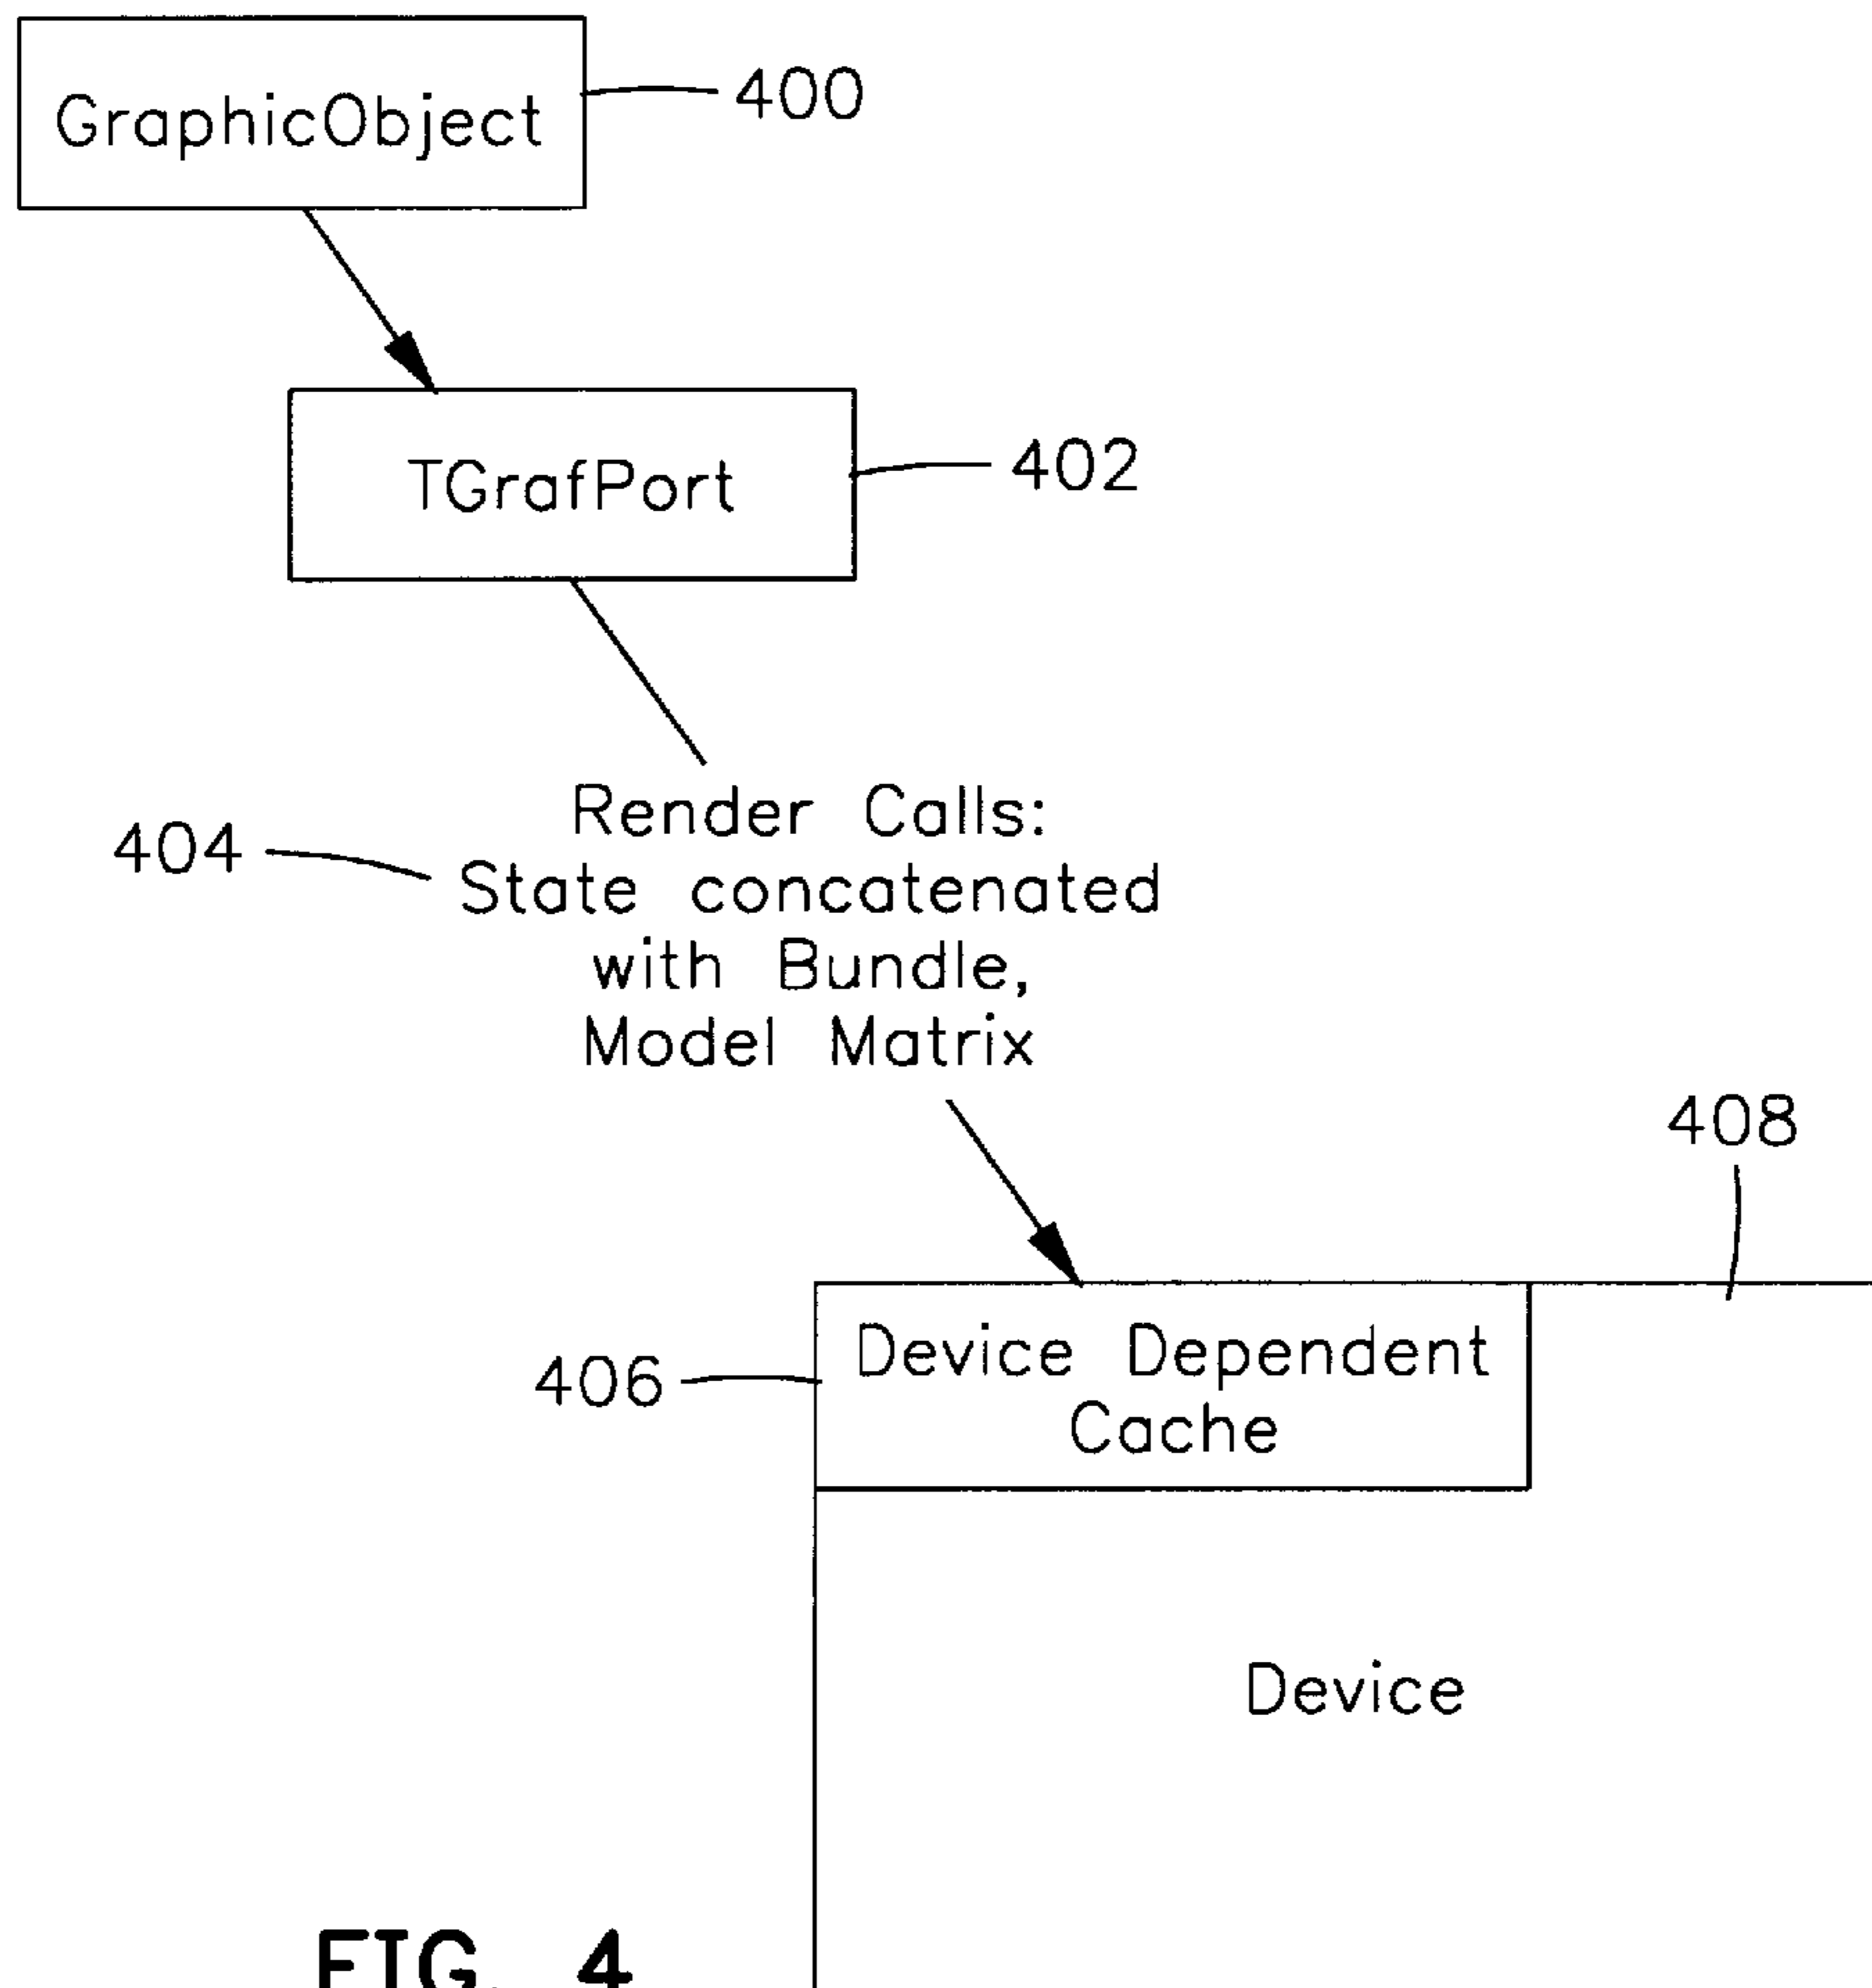 GraphicObject
400
TGrafPort
402
Render Calls:
404
State concatenated
with Bundle,
Model Matrix
408
406
Device Dependent
Cache
Device
FIG. 4